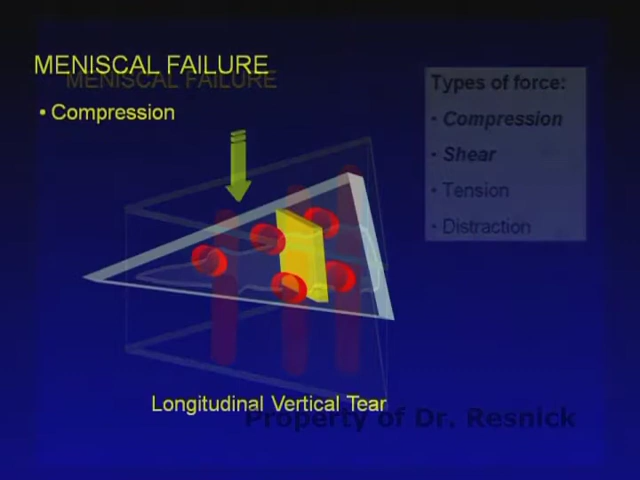 MENISCAL FAILURE
MENISCAL FAILURE
• Compression
Types of force:
• Compression
• Shear
• Tension
• Distraction
Longitudinal Vertical Tear
Property of Dr. Resnick